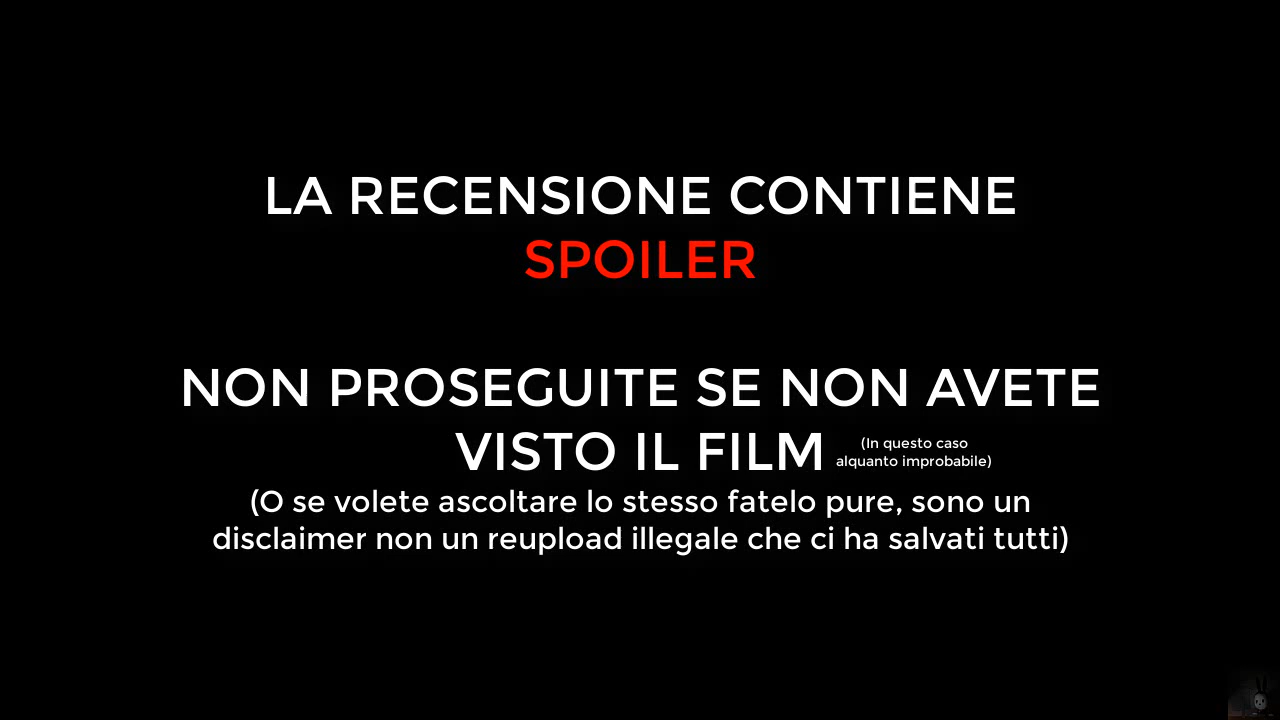 LA RECENSIONE CONTIENE
SPOILER
NON PROSEGUITE SE NON AVETE
VISTO IL FILM
(In questo caso
alquanto improbabile)
(O se volete ascoltare lo stesso fatelo pure, sono un
disclaimer non un reupload illegale che ci ha salvati tutti)